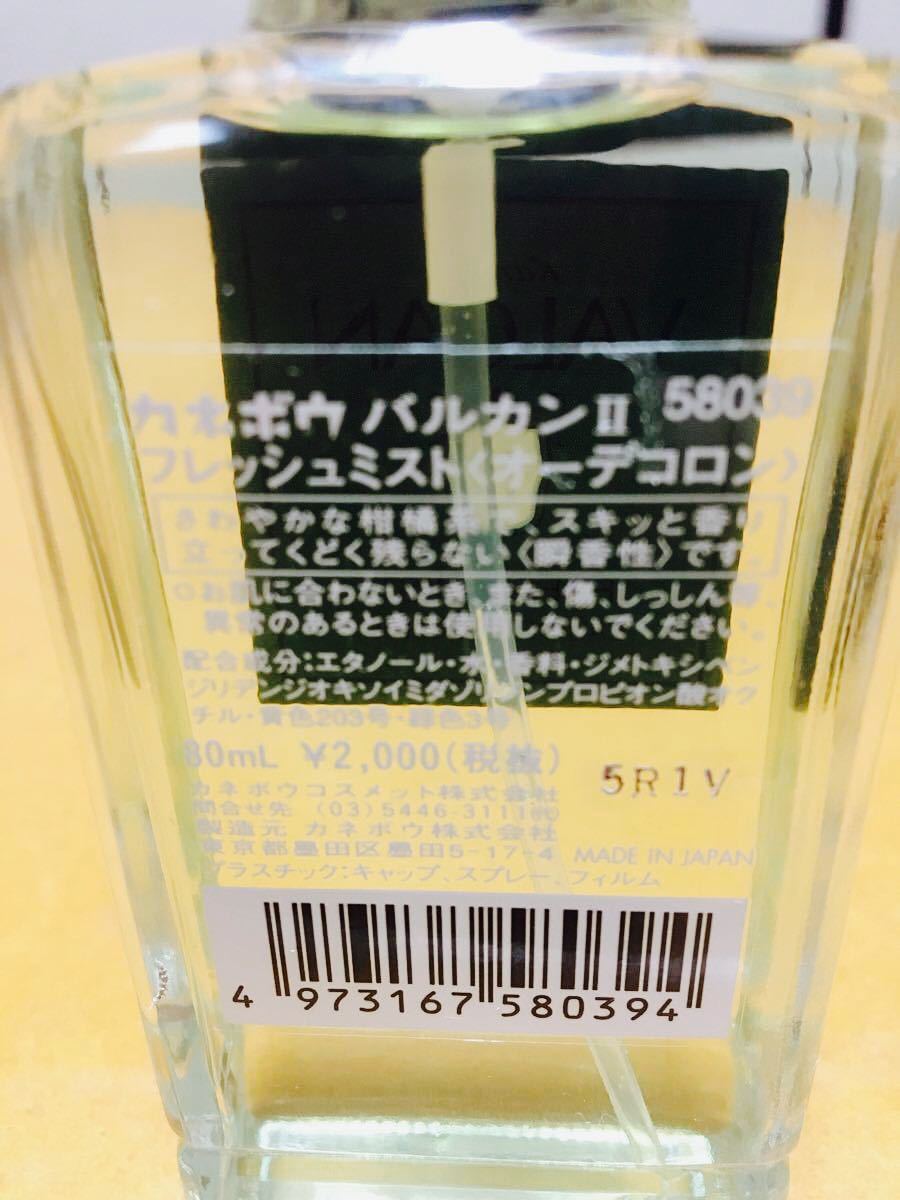 VALCAN
カネボウ バルカンⅡ 58039
フレッシュミスト〈オーデコロン〉
さわやかな柑橘系で、スキッと香り
立ってくどく残らない〈瞬香性〉です。
○お肌に合わないとき、また、傷、しっしん等、
異常のあるときは使用しないでください。
配合成分:エタノール・水・香料・ジメトキシベン
ジリデンジオキソイミダゾリジンプロピオン酸オク
チル・黄色203号・緑色3号
80mL ¥2,000(税抜)
5R1V
カネボウコスメット株式会社
問合せ先 (03)5446-3111㈹
製造元 カネボウ株式会社
東京都墨田区墨田5-17-4 MADE IN JAPAN
プラスチック:キャップ、スプレー、フィルム
4 973167 580394